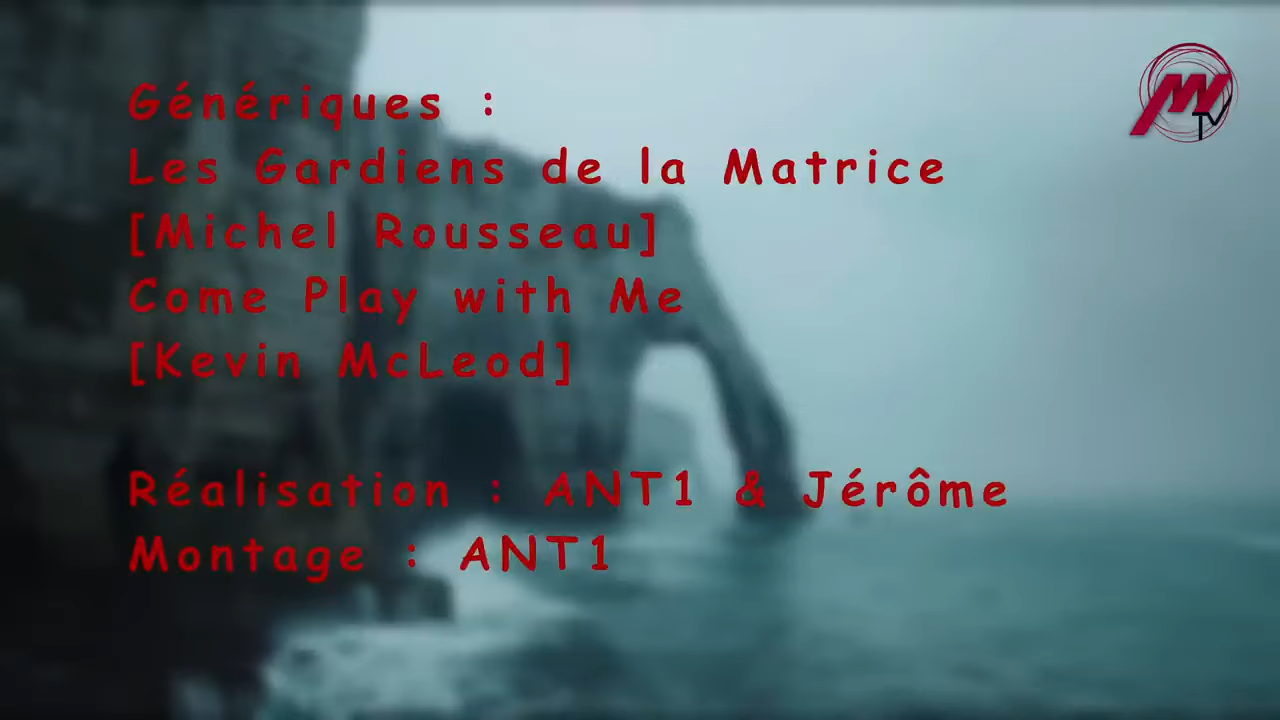 Génériques :
Les Gardiens de la Matrice
[Michel Rousseau]
Come Play with Me
[Kevin McLeod]
Réalisation : ANT1 & Jérôme
Montage : ANT1
TV